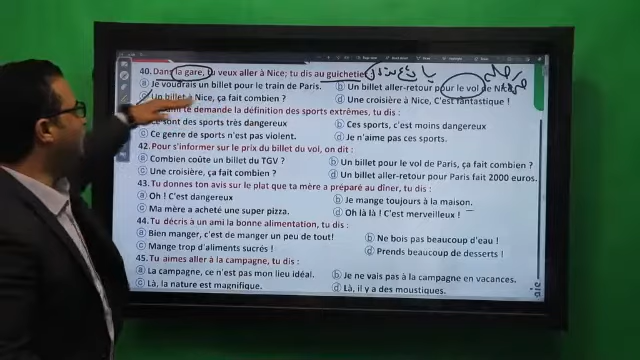 40. Dans la gare, tu veux aller à Nice; tu dis au guichetier :
a Je voudrais un billet pour le train de Paris.
b Un billet aller-retour pour le vol de Nice
c Un billet à Nice, ça fait combien ?
d Une croisière à Nice, C'est fantastique !
demande la définition des sports extrêmes, tu dis :
ce sont des sports très dangereux
b Ces sports, c'est moins dangereux
c Ce genre de sports n'est pas violent.
d Je n'aime pas ces sports.
42. Pour s'informer sur le prix du billet du vol, on dit :
a Combien coûte un billet du TGV ?
b Un billet pour le vol de Paris, ça fait combien ?
c Une croisière, ça fait combien ?
d Un billet aller-retour pour Paris fait 2000 euros.
43. Tu donnes ton avis sur le plat que ta mère a préparé au dîner, tu dis :
a Oh ! C'est dangereux
b Je mange toujours à la maison.
c Ma mère a acheté une super pizza.
d Oh là là ! C'est merveilleux !
44. Tu décris à un ami la bonne alimentation, tu dis :
a Bien manger, c'est de manger un peu de tout!
b Ne bois pas beaucoup d'eau !
c Mange trop d'aliments sucrés !
d Prends beaucoup de desserts !
45. Tu aimes aller à la campagne, tu dis :
a La campagne, ce n'est pas mon lieu idéal.
b Je ne vais pas à la campagne en vacances.
c Là, la nature est magnifique.
d Là, il y a des moustiques.